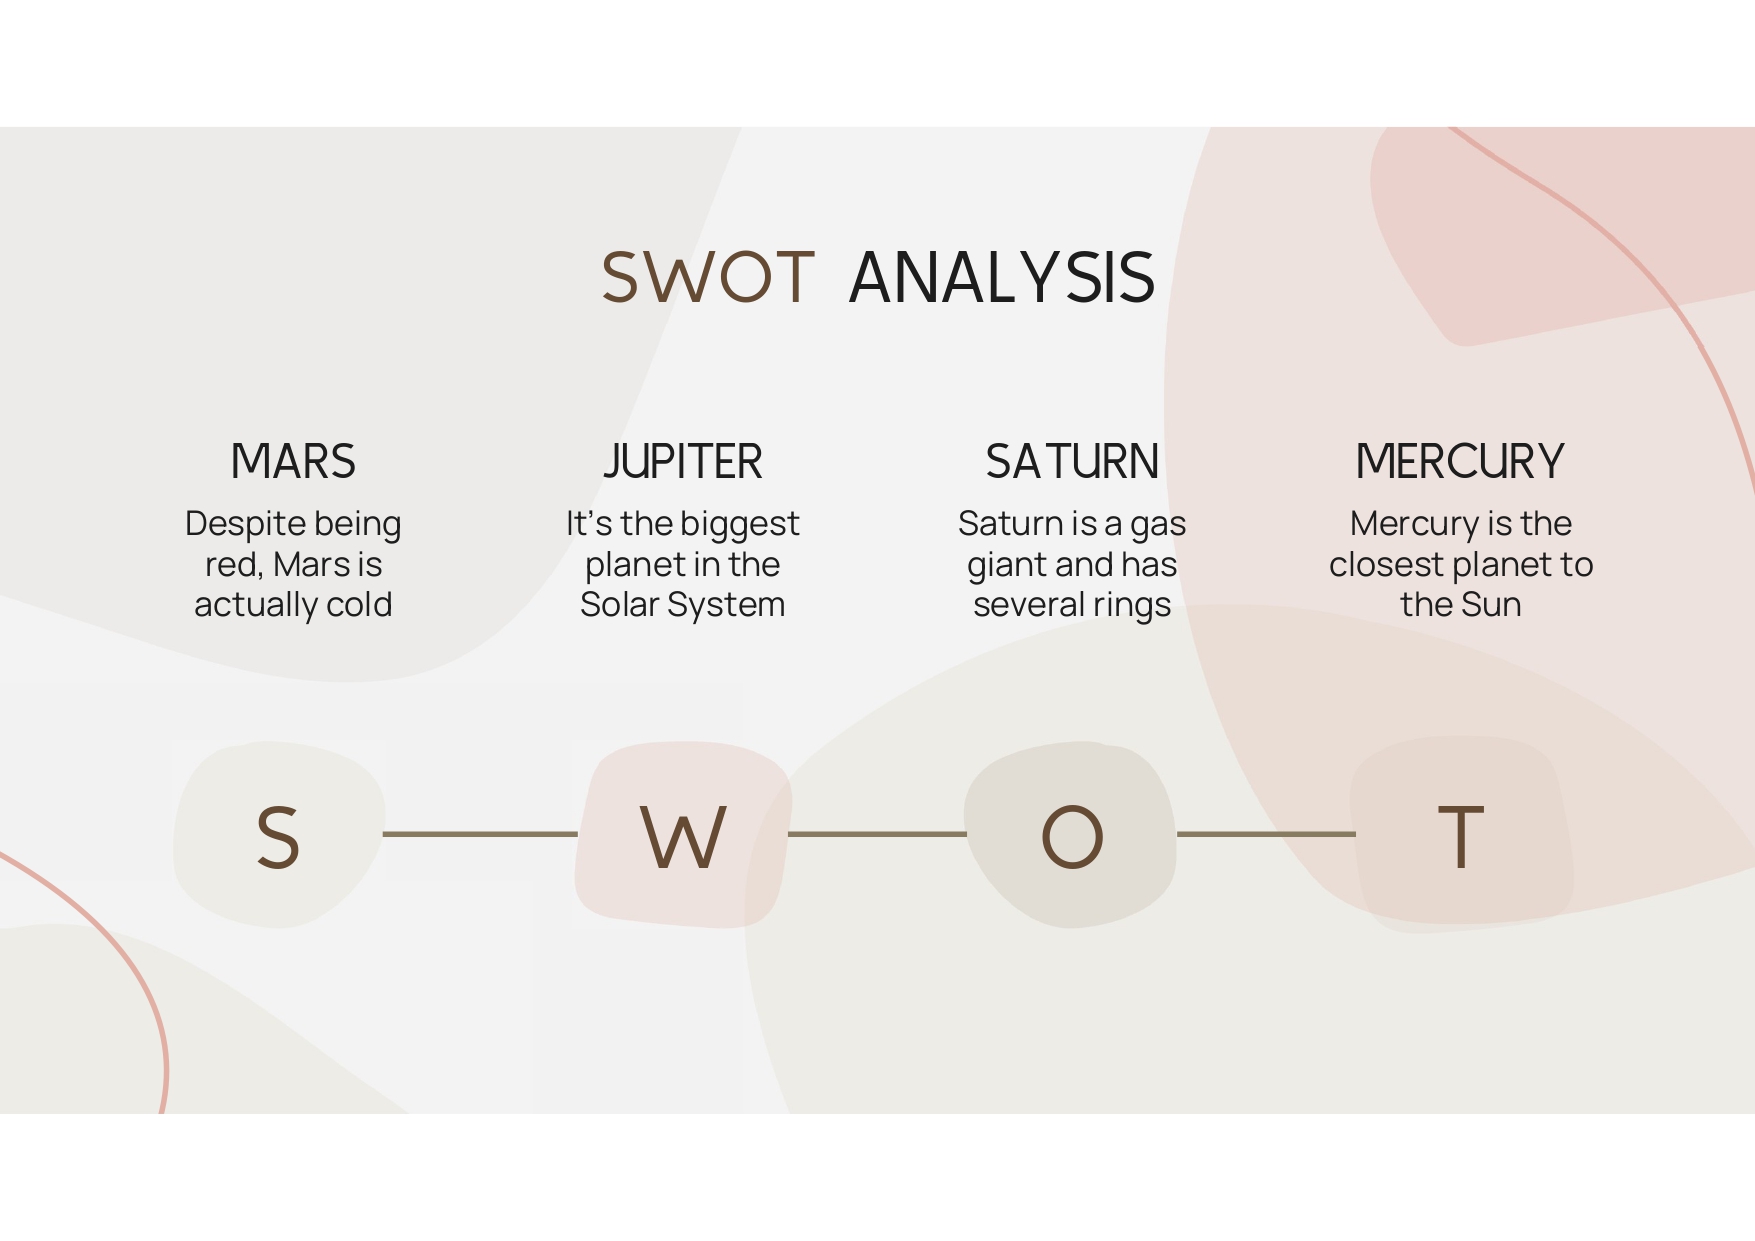 SWOT ANALYSIS
MARS
Despite being
red, Mars is
actually cold
JUPITER
It’s the biggest
planet in the
Solar System
SATURN
Saturn is a gas
giant and has
several rings
MERCURY
Mercury is the
closest planet to
the Sun
S
W
O
T